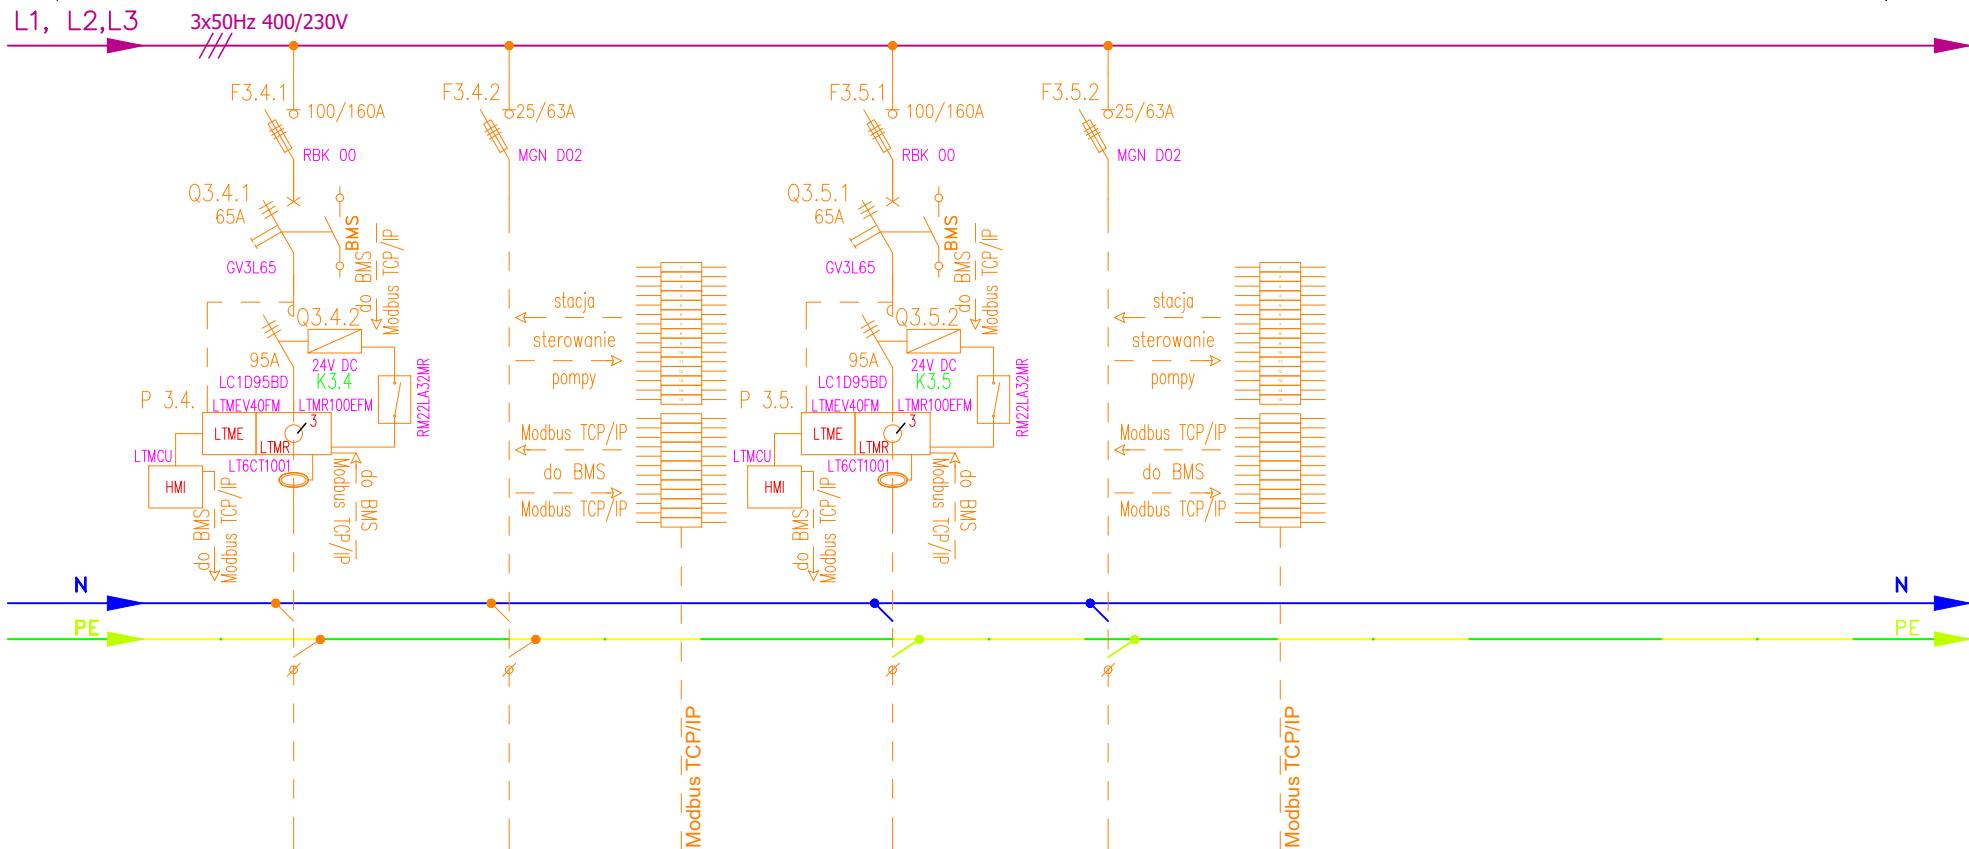 L1, L2,L3
3x50Hz 400/230V
F3.4.1
100/160A
RBK 00
Q3.4.1
65A
GV3L65
BMS
do BMS
Modbus TCP/IP
Q3.4.2
95A
24V DC
LC1D95BD
K3.4
RM22LA32MR
P 3.4.
LTMEV40FM
LTMR100EFM
LTME
3
LTMR
LTMCU
LT6CT1001
HMI
do BMS
Modbus TCP/IP
do BMS
Modbus TCP/IP
F3.4.2
25/63A
MGN D02
stacja
sterowanie
pompy
Modbus TCP/IP
do BMS
Modbus TCP/IP
Modbus TCP/IP
F3.5.1
100/160A
RBK 00
Q3.5.1
65A
GV3L65
BMS
do BMS
Modbus TCP/IP
Q3.5.2
95A
24V DC
LC1D95BD
K3.5
RM22LA32MR
P 3.5.
LTMEV40FM
LTMR100EFM
LTME
3
LTMR
LTMCU
LT6CT1001
HMI
do BMS
Modbus TCP/IP
do BMS
Modbus TCP/IP
F3.5.2
25/63A
MGN D02
stacja
sterowanie
pompy
Modbus TCP/IP
do BMS
Modbus TCP/IP
Modbus TCP/IP
N
N
PE
PE